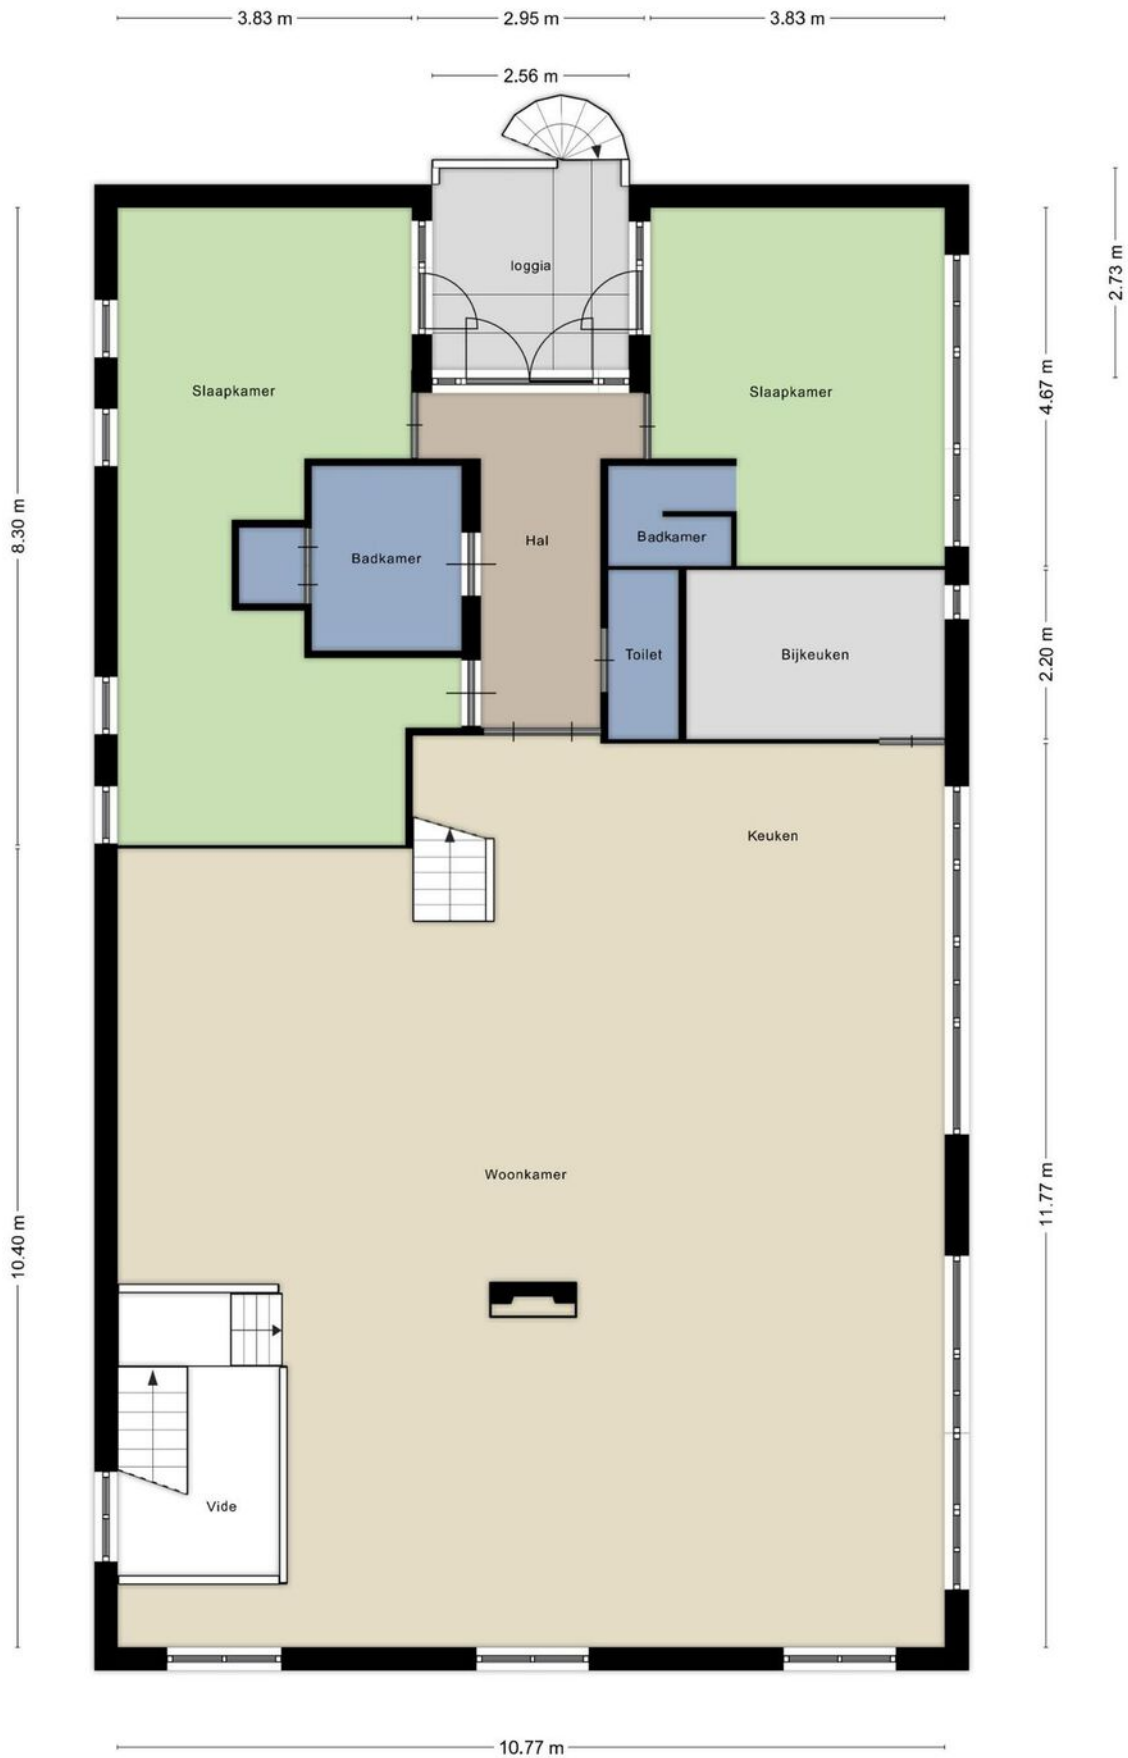 3.83 m
2.95 m
3.83 m
2.56 m
2.73 m
loggia
4.67 m
Slaapkamer
Slaapkamer
8.30 m
Hal
Badkamer
Badkamer
Toilet
Bijkeuken
2.20 m
Keuken
Woonkamer
11.77 m
10.40 m
Vide
10.77 m